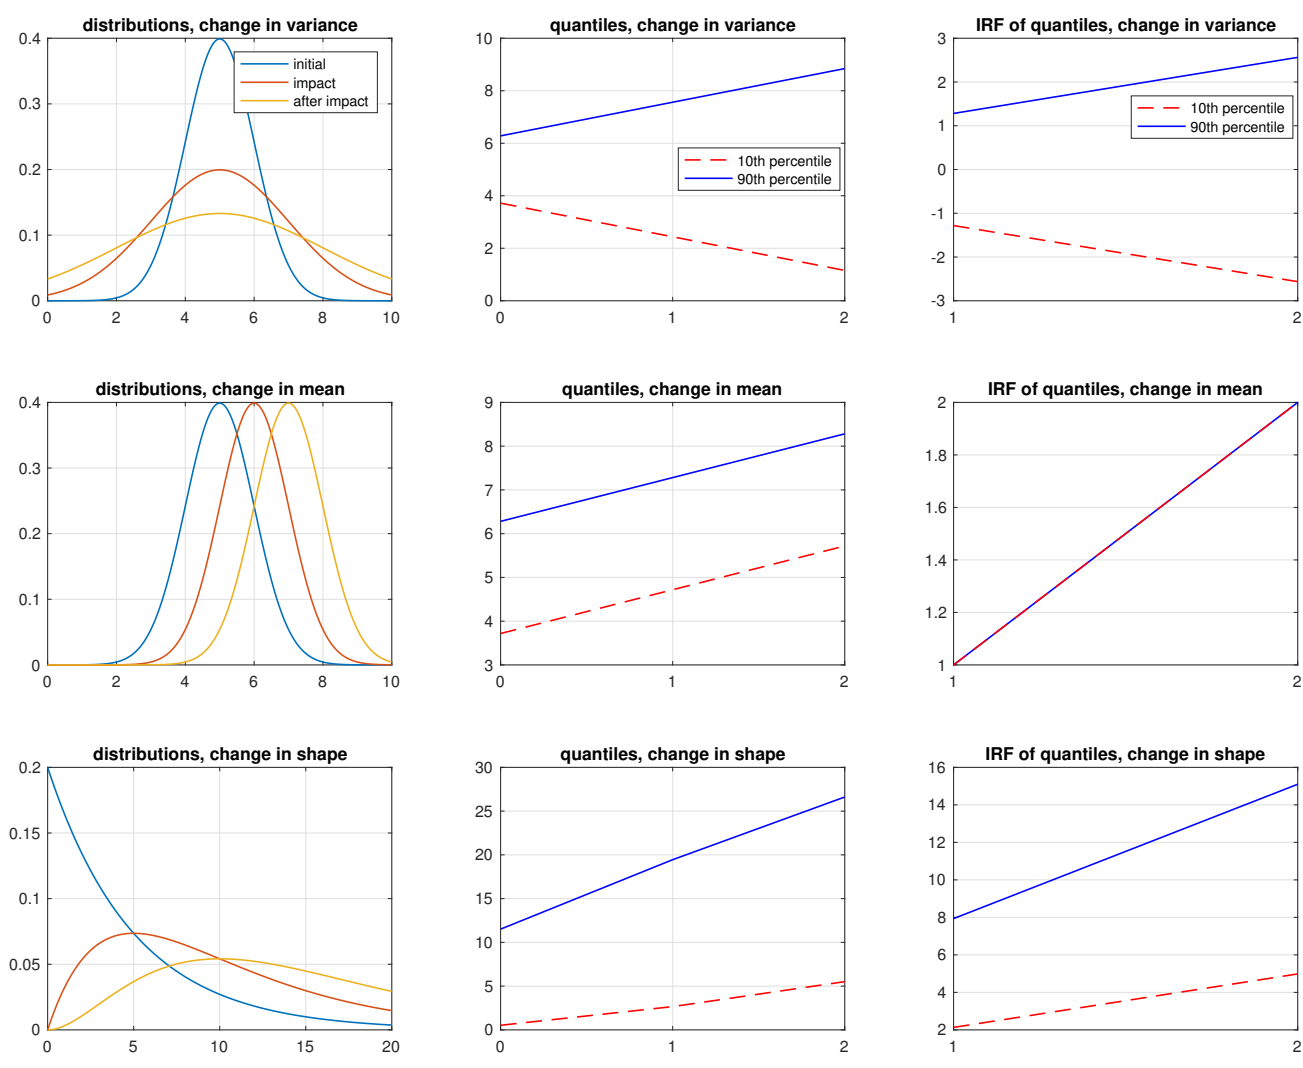 distributions, change in variance
0.4
0.3
0.2
0.1
0
0 2 4 6 8 10
initial
impact
after impact
quantiles, change in variance
10
8
6
4
2
0
0 1 2
10th percentile
90th percentile
IRF of quantiles, change in variance
3
2
1
0
-1
-2
-3
1 2
10th percentile
90th percentile
distributions, change in mean
0.4
0.3
0.2
0.1
0
0 2 4 6 8 10
quantiles, change in mean
9
8
7
6
5
4
3
0 1 2
IRF of quantiles, change in mean
2
1.8
1.6
1.4
1.2
1
1 2
distributions, change in shape
0.2
0.15
0.1
0.05
0
0 5 10 15 20
quantiles, change in shape
30
25
20
15
10
5
0
0 1 2
IRF of quantiles, change in shape
16
14
12
10
8
6
4
2
1 2